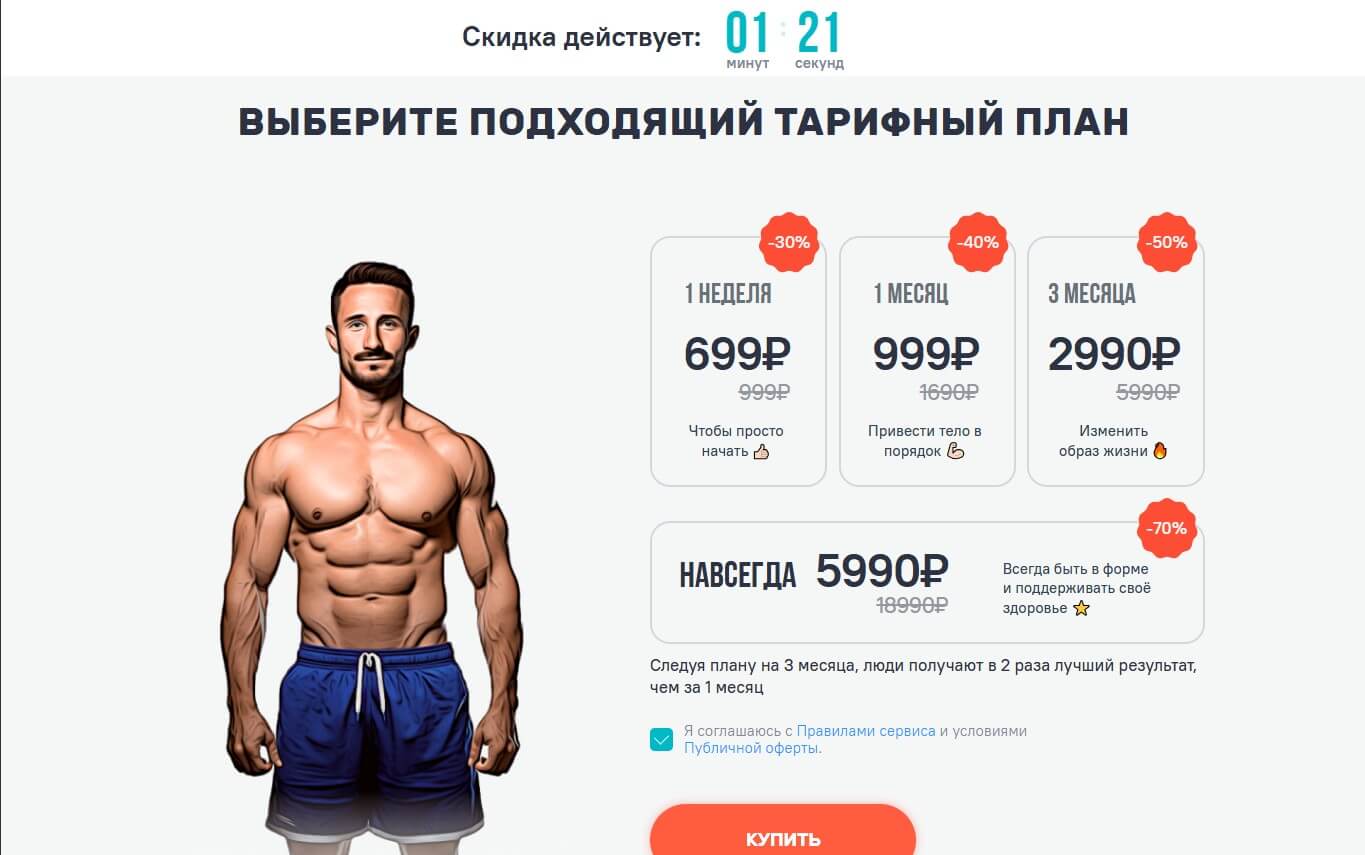 Скидка действует:
01 : 21
минут секунд
ВЫБЕРИТЕ ПОДХОДЯЩИЙ ТАРИФНЫЙ ПЛАН
-30%
1 НЕДЕЛЯ
699₽
999₽
Чтобы просто
начать 👍
-40%
1 МЕСЯЦ
999₽
1690₽
Привести тело в
порядок 💪
-50%
3 МЕСЯЦА
2990₽
5990₽
Изменить
образ жизни 🔥
-70%
НАВСЕГДА 5990₽
18990₽
Всегда быть в форме
и поддерживать своё
здоровье ⭐
Следуя плану на 3 месяца, люди получают в 2 раза лучший результат,
чем за 1 месяц
Я соглашаюсь с Правилами сервиса и условиями
Публичной оферты.
КУПИТЬ